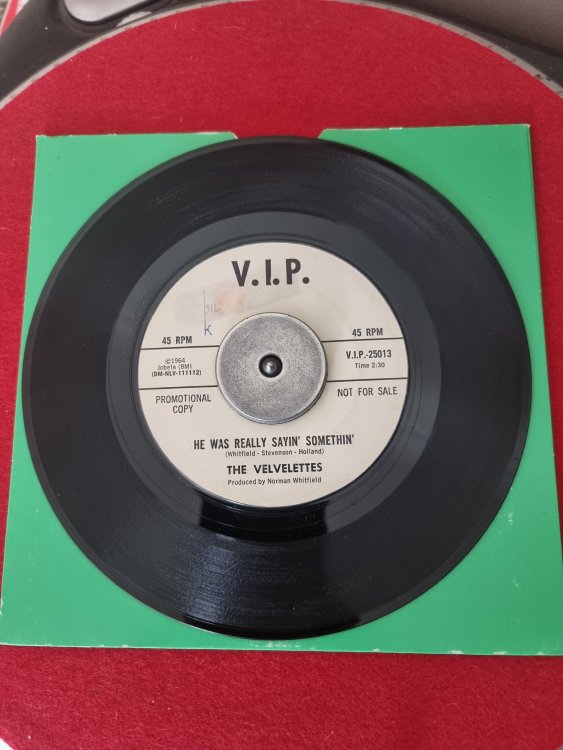 V.I.P.
K
45 RPM
45 RPM
©1964
Jobete (BMI
(DM-NLV-111112)
V.I.P.-25013
Time 2:30
PROMOTIONAL
COPY
NOT FOR SALE
HE WAS REALLY SAYIN' SOMETHIN'
(Whitfield - Stevenson - Holland)
THE VELVELETTES
Produced by Norman Whitfield